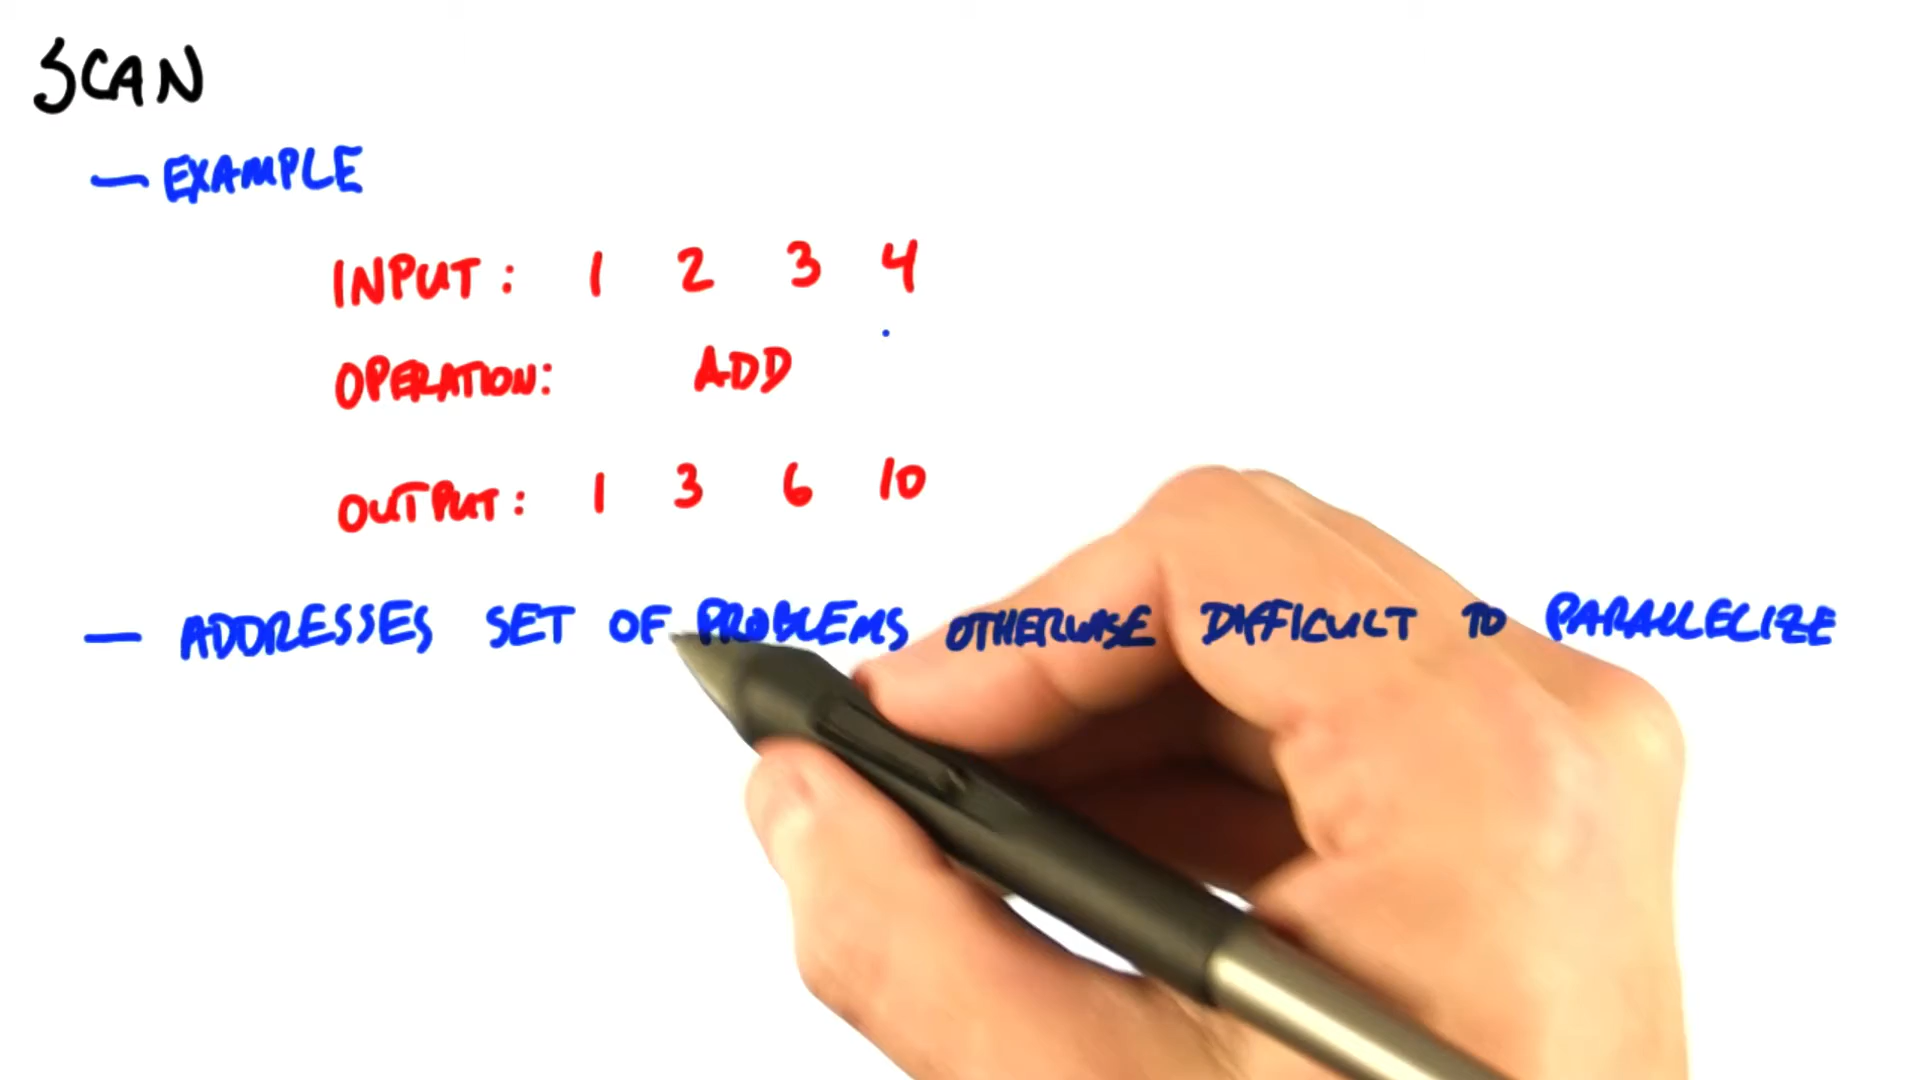 SCAN
— EXAMPLE
INPUT: 1 2 3 4
OPERATION: ADD
OUTPUT: 1 3 6 10
— ADDRESSES SET OF PROBLEMS OTHERWISE DIFFICULT TO PARALLELIZE